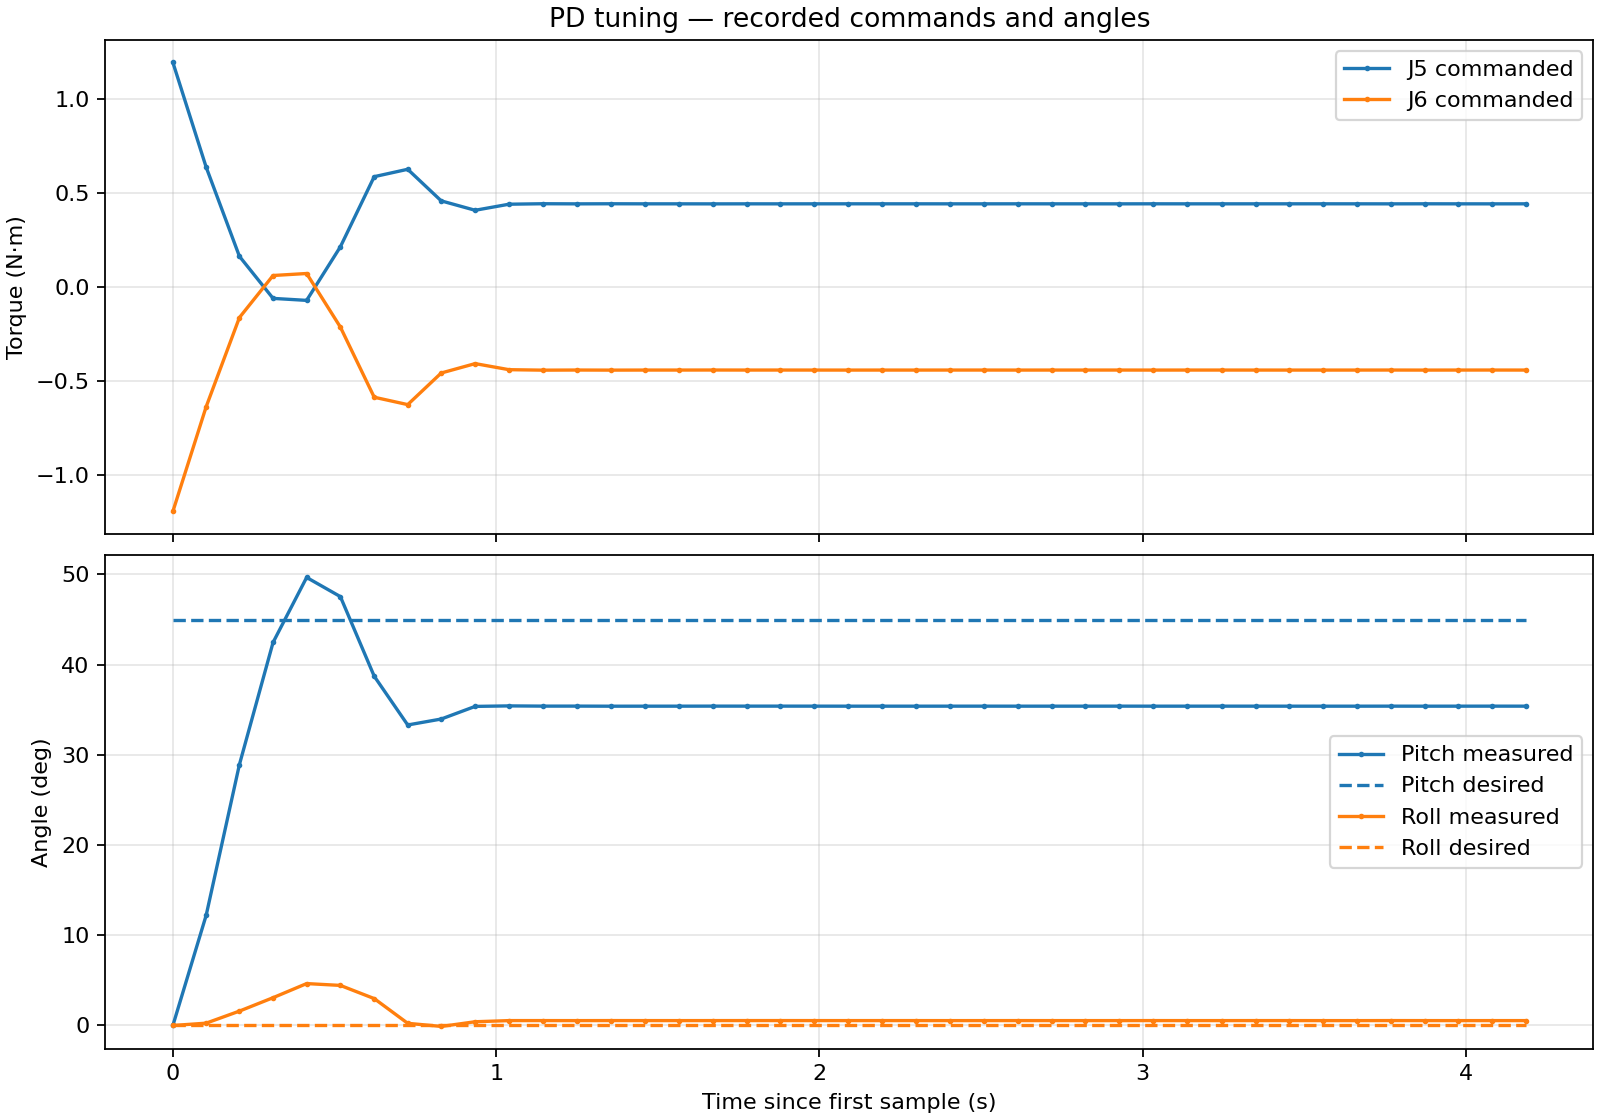 PD tuning — recorded commands and angles
J5 commanded
J6 commanded
Torque (N·m)
1.0
0.5
0.0
−0.5
−1.0
Angle (deg)
50
40
30
20
10
0
Pitch measured
Pitch desired
Roll measured
Roll desired
0 1 2 3 4
Time since first sample (s)